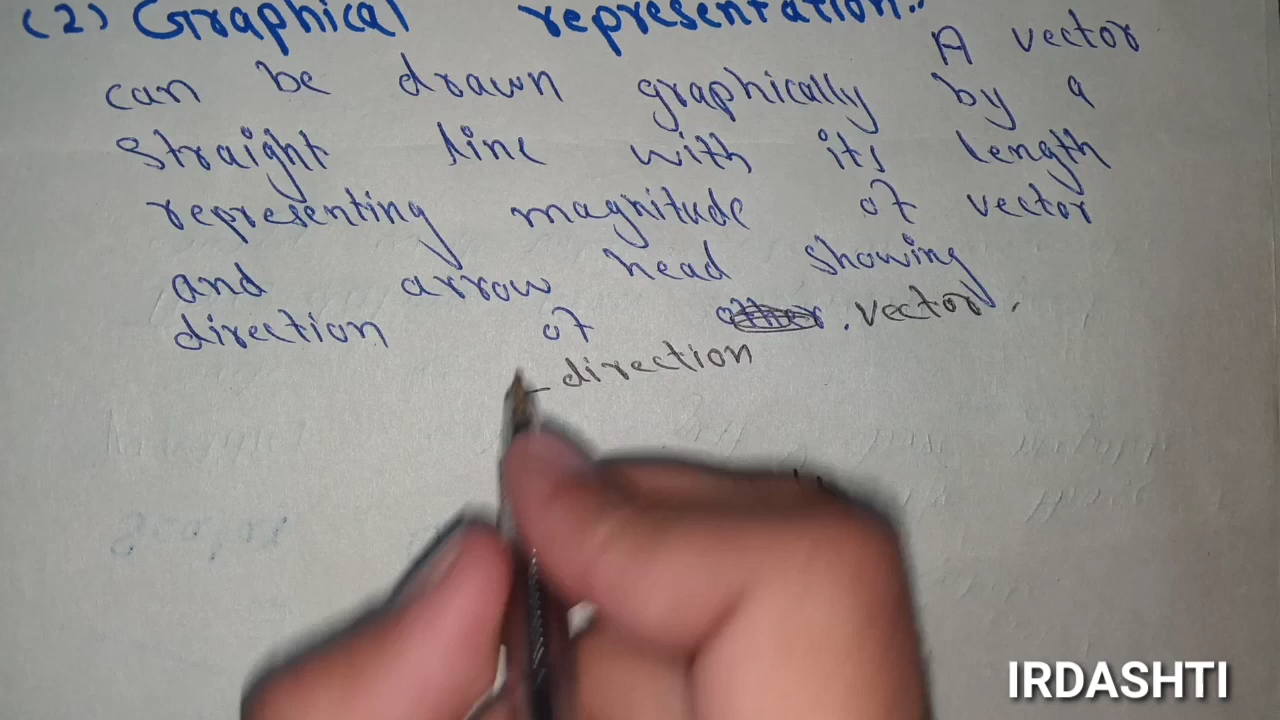 (2) Graphical representation:
A vector
can be drawn graphically by a
straight line with its length
representing magnitude of vector
and arrow head showing
direction of vector.
direction
IRDASHTI